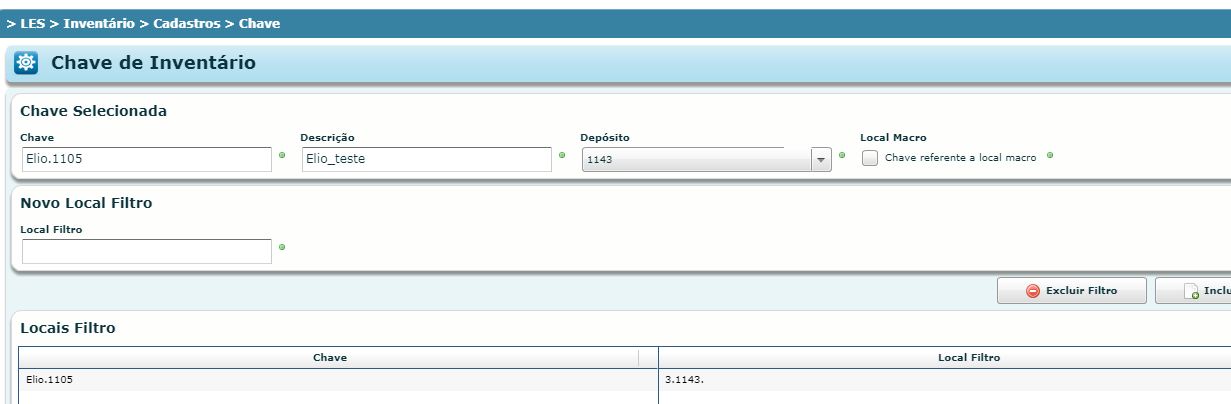 > LES > Inventário > Cadastros > Chave
Chave de Inventário
Chave Selecionada
Chave Descrição Depósito Local Macro
Elio.1105 Elio_teste 1143 Chave referente a local macro
Novo Local Filtro
Local Filtro
Excluir Filtro
Locais Filtro
Chave Local Filtro
Elio.1105 3.1143.